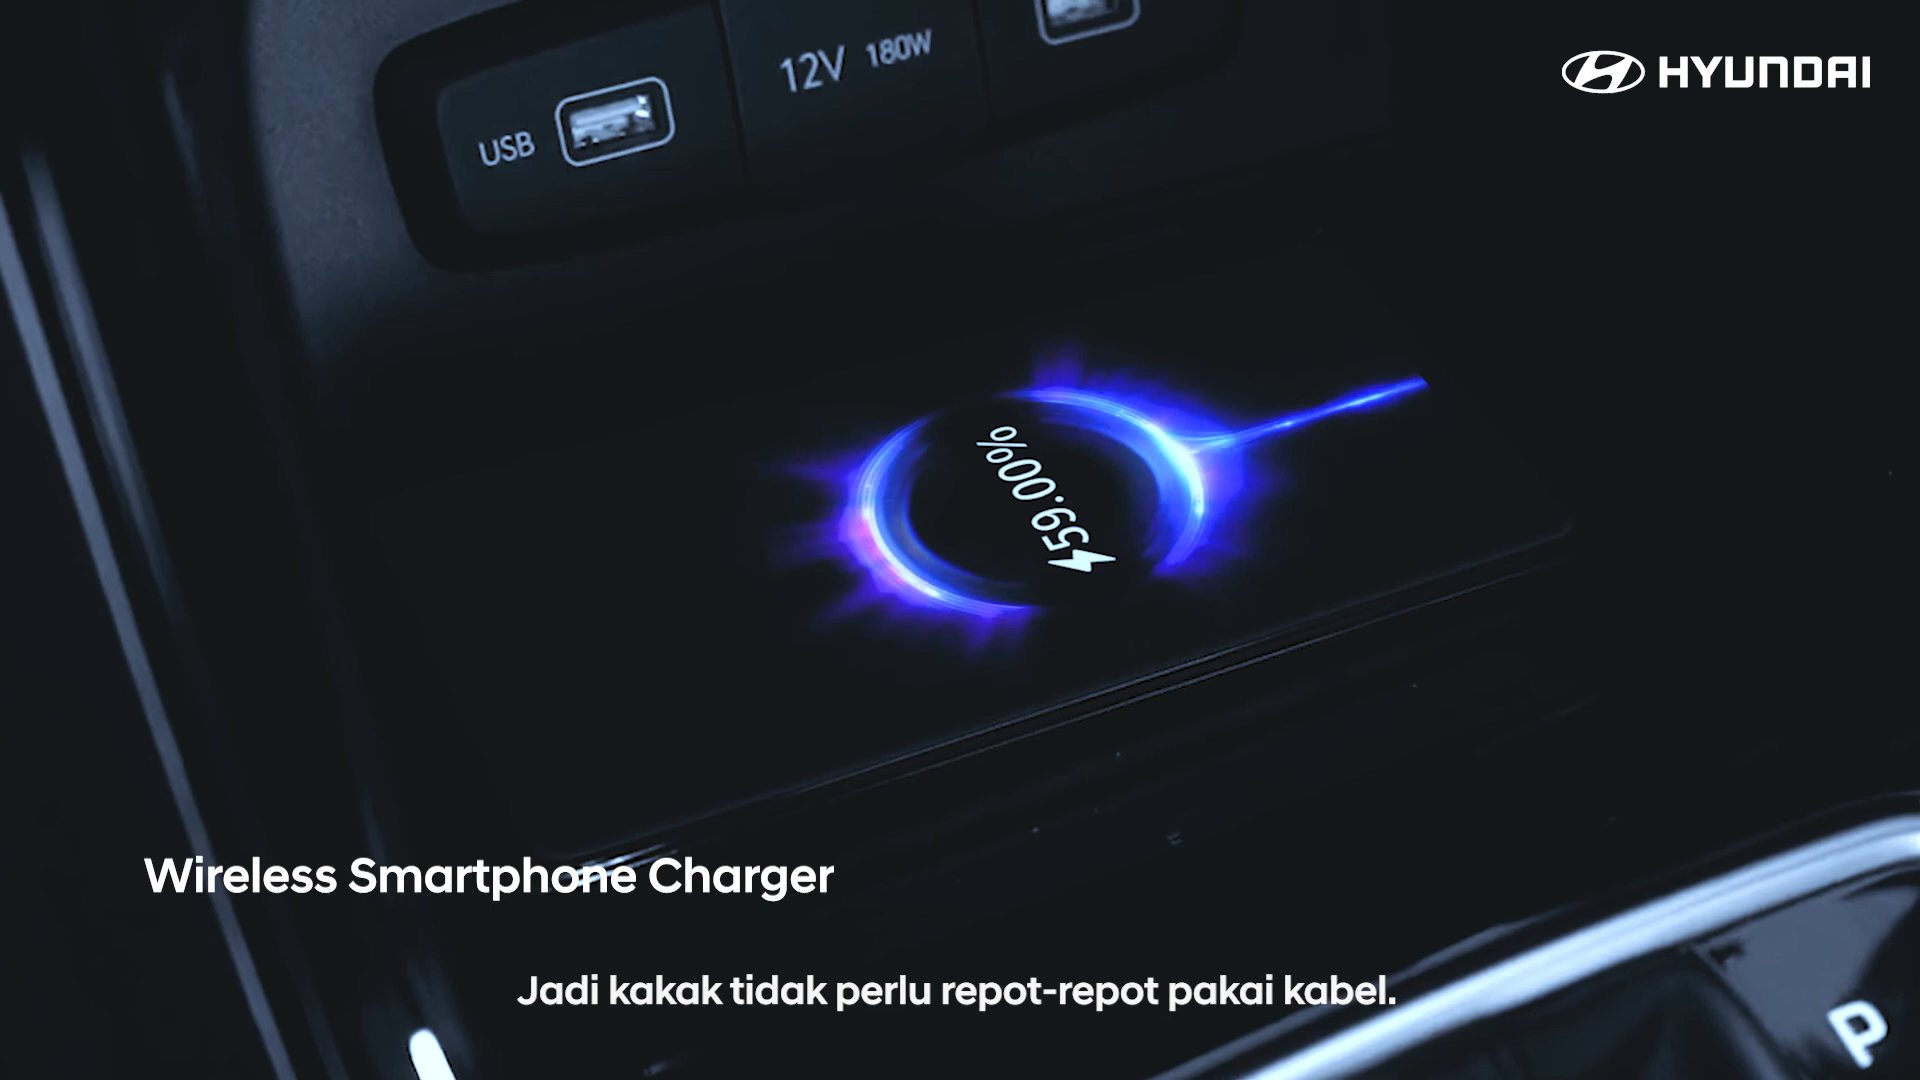 HYUNDAI
12V 180W
USB
59.00%
Wireless Smartphone Charger
Jadi kakak tidak perlu repot-repot pakai kabel.
P